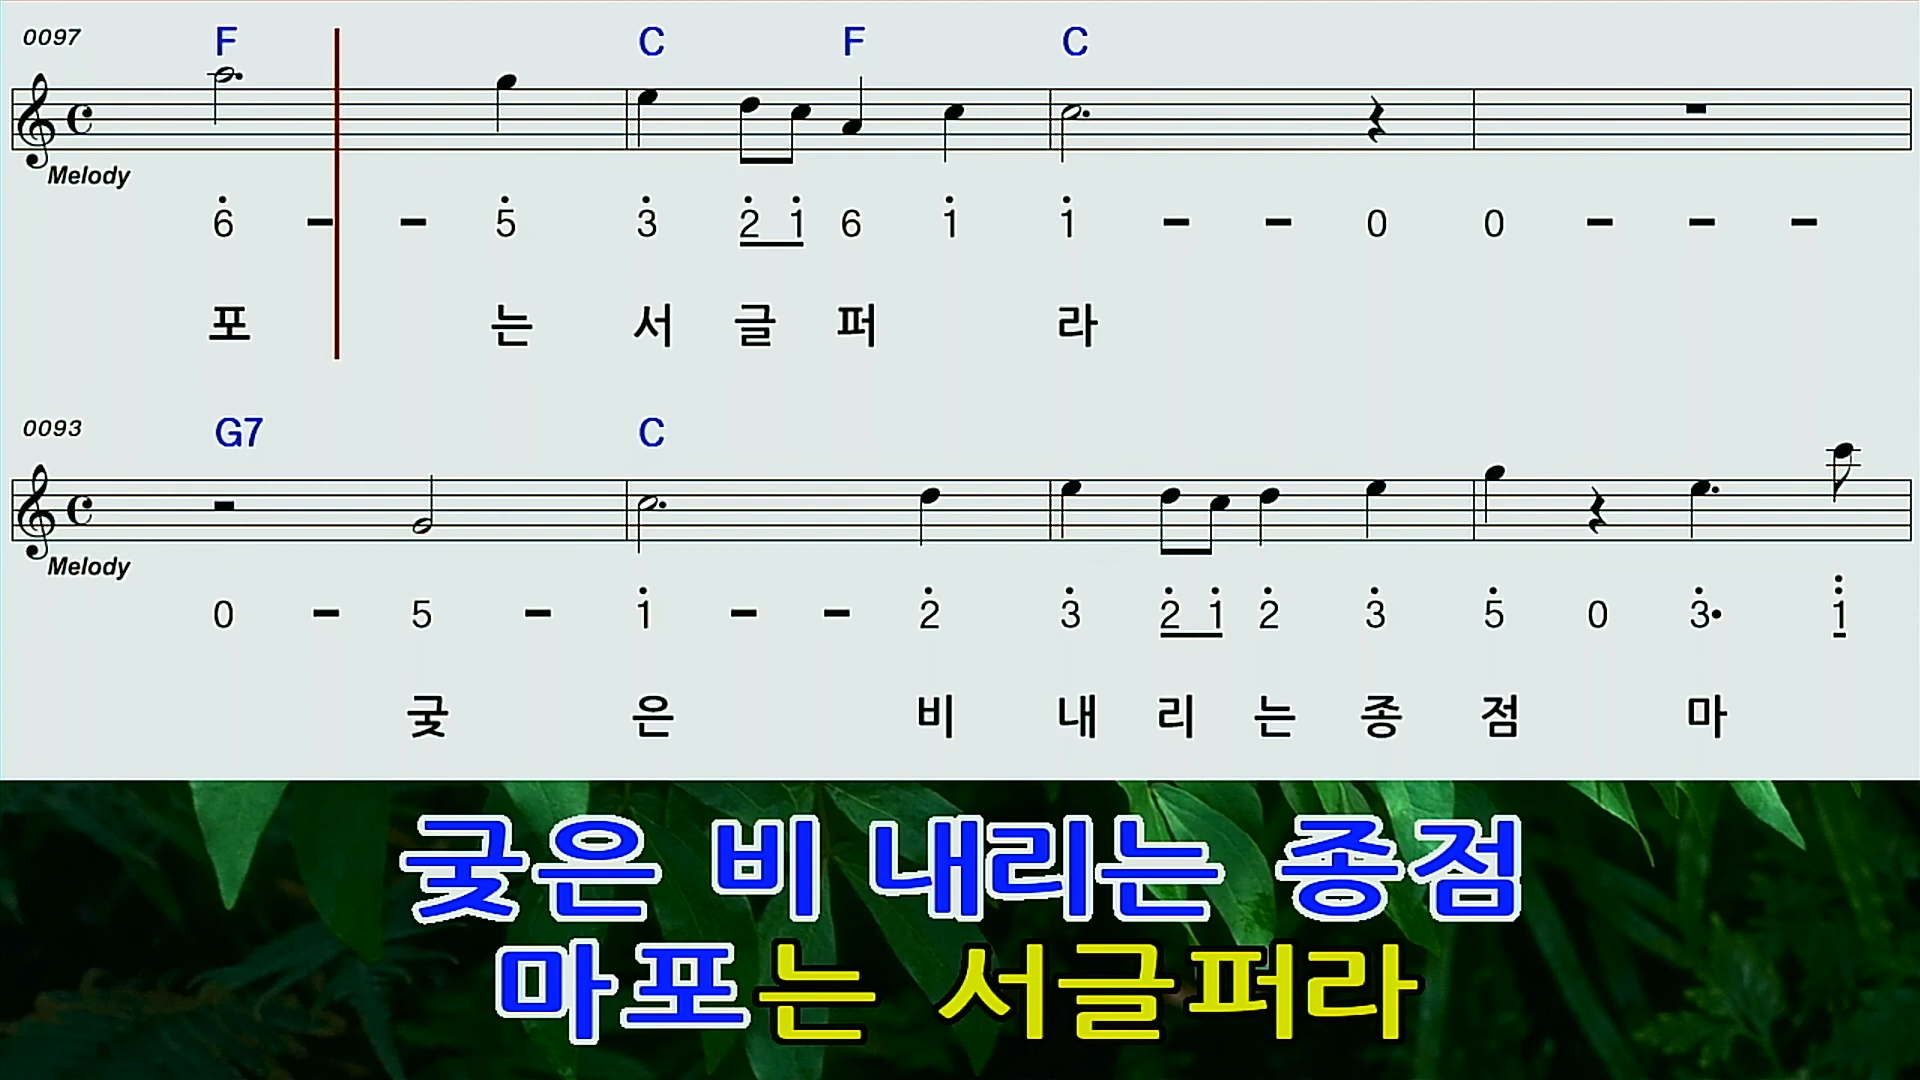 0097 F C F C
Melody
6 - - 5 3 2 1 6 1 1 - - 0 0 - - -
포 는 서 글 퍼 라
0093 G7 C
Melody
0 - 5 - 1 - - 2 3 2 1 2 3 5 0 3• 1
궂 은 비 내 리 는 종 점 마
궂은 비 내리는 종점
마포는 서글퍼라